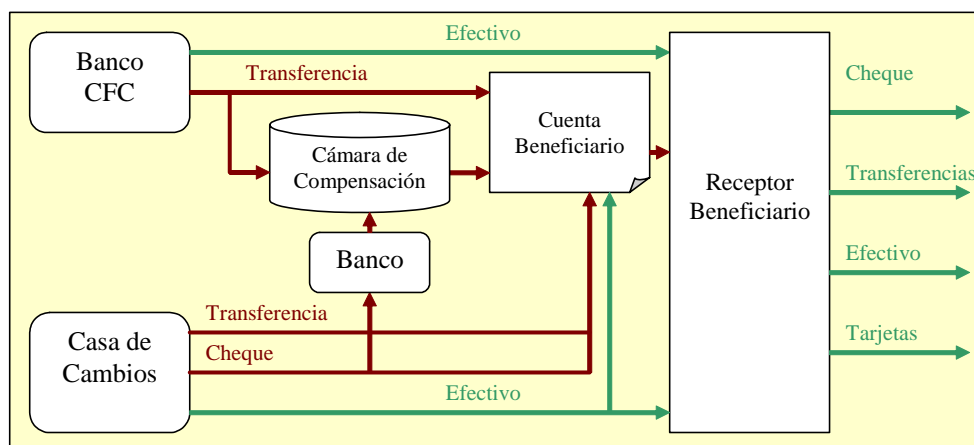 Efectivo
Banco
CFC
Transferencia
Cheque
Cuenta
Beneficiario
Cámara de
Compensación
Transferencias
Receptor
Beneficiario
Banco
Efectivo
Transferencia
Casa de
Cambios
Cheque
Tarjetas
Efectivo